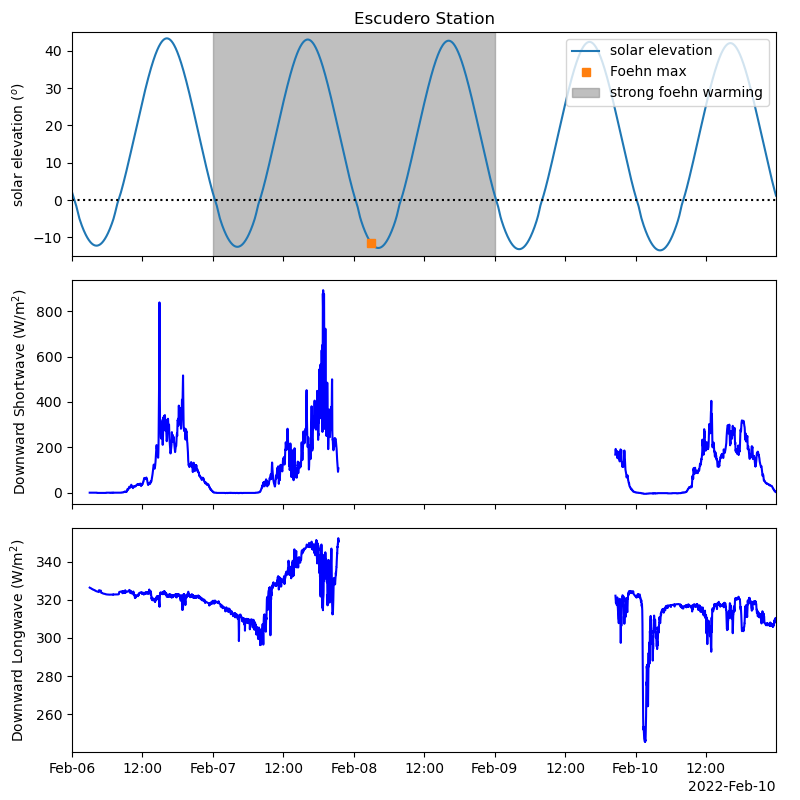 Escudero Station
solar elevation (°)
40
30
20
10
0
−10
solar elevation
Foehn max
strong foehn warming
Downward Shortwave (W/m²)
800
600
400
200
0
Downward Longwave (W/m²)
340
320
300
280
260
Feb-06 12:00 Feb-07 12:00 Feb-08 12:00 Feb-09 12:00 Feb-10 12:00
2022-Feb-10